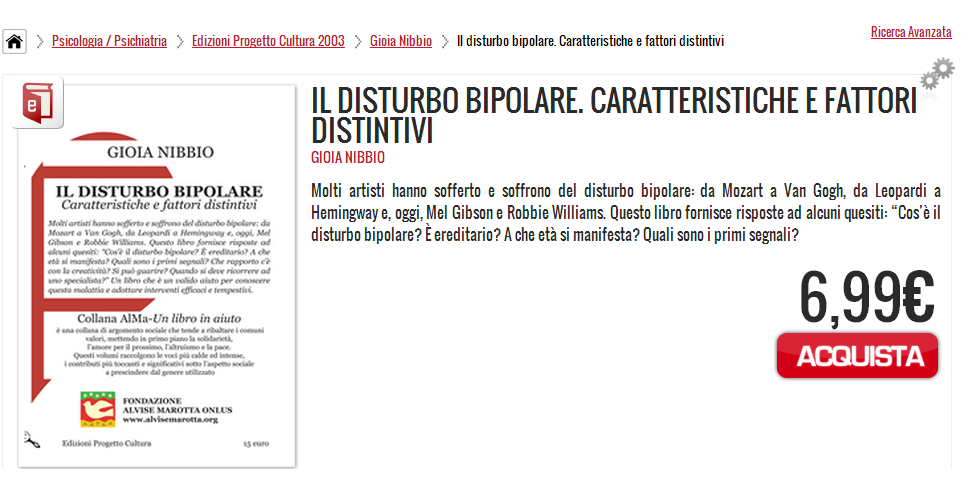 Psicologia / Psichiatria Edizioni Progetto Cultura 2003 Gioia Nibbio Il disturbo bipolare. Caratteristiche e fattori distintivi
Ricerca Avanzata
e
GIOIA NIBBIO
IL DISTURBO BIPOLARE
Caratteristiche e fattori distintivi
Molti artisti hanno sofferto e soffrono del disturbo bipolare: da
Mozart a Van Gogh, da Leopardi a Hemingway e, oggi, Mel
Gibson e Robbie Williams. Questo libro fornisce risposte ad
alcuni quesiti: "Cos'è il disturbo bipolare? È ereditario? A che
età si manifesta? Quali sono i primi segnali? Che rapporto c'è
con la creatività? Si può guarire? Quando si deve ricorrere ad
uno specialista?" Un libro che è un valido aiuto per conoscere
questa malattia e adottare interventi efficaci e tempestivi.
Collana AlMa-Un libro in aiuto
è una collana di argomento sociale che tende a ribaltare i comuni
valori, mettendo in primo piano la solidarietà,
l'amore per il prossimo, l'altruismo e la pace.
Questi volumi raccolgono le voci più calde ed intense,
i contributi più toccanti e significativi sotto l'aspetto sociale
a prescindere dal genere utilizzato
FONDAZIONE
ALVISE MAROTTA ONLUS
www.alvisemarotta.org
Edizioni Progetto Cultura 15 euro
IL DISTURBO BIPOLARE. CARATTERISTICHE E FATTORI
DISTINTIVI
GIOIA NIBBIO
Molti artisti hanno sofferto e soffrono del disturbo bipolare: da Mozart a Van Gogh, da Leopardi a
Hemingway e, oggi, Mel Gibson e Robbie Williams. Questo libro fornisce risposte ad alcuni quesiti: “Cos’è il
disturbo bipolare? È ereditario? A che età si manifesta? Quali sono i primi segnali?
6,99€
ACQUISTA